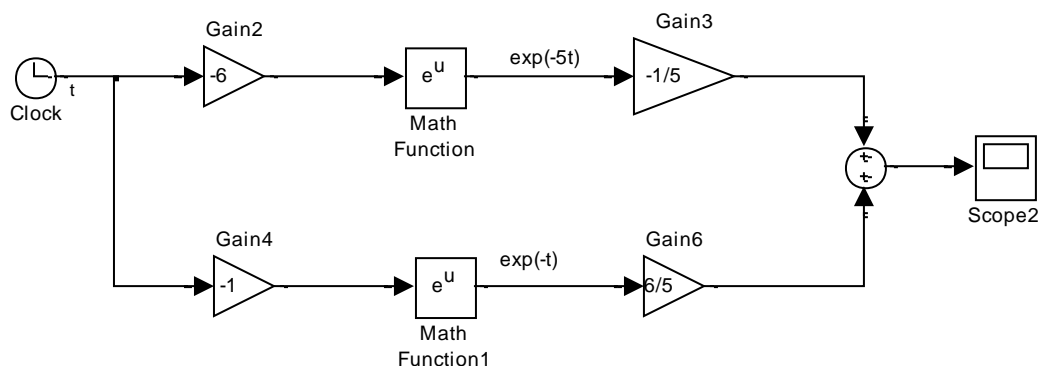 Gain2
Gain3
-6
e^u
exp(-5t)
-1/5
t
Clock
Math
Function
+
+
Scope2
Gain4
Gain6
-1
e^u
exp(-t)
6/5
Math
Function1